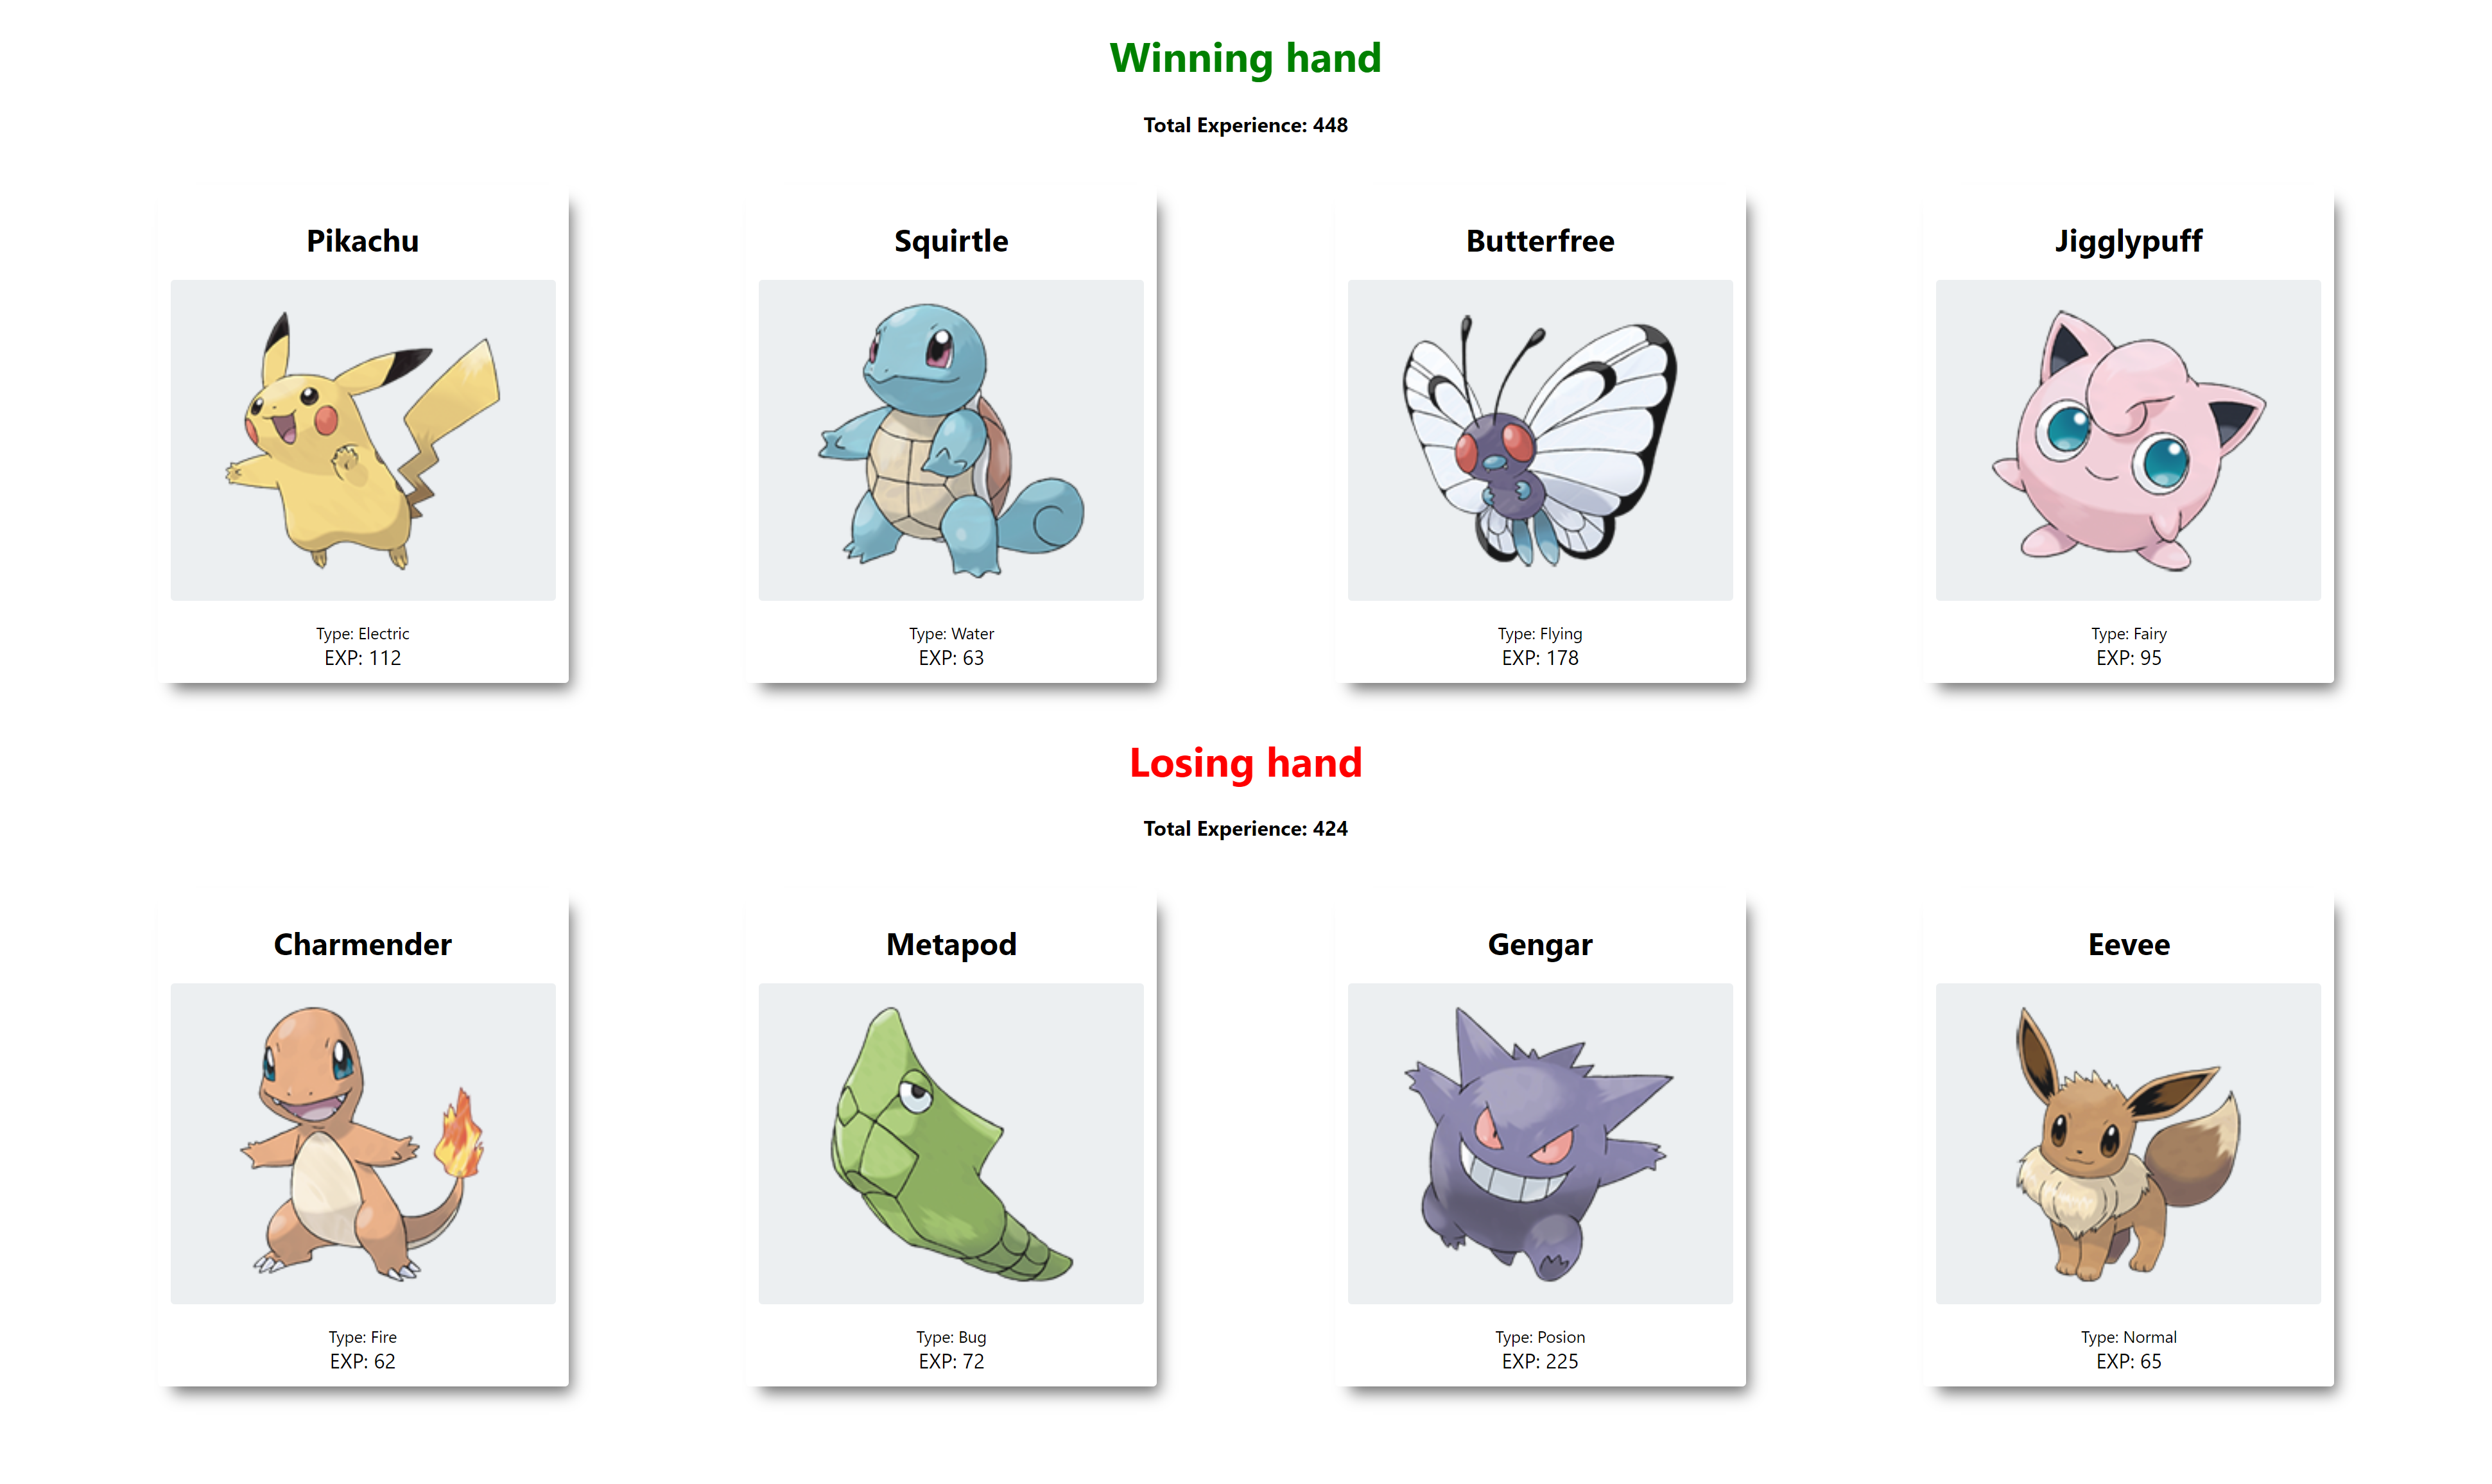 Winning hand
Total Experience: 448
Pikachu
Type: Electric
EXP: 112
Squirtle
Type: Water
EXP: 63
Butterfree
Type: Flying
EXP: 178
Jigglypuff
Type: Fairy
EXP: 95
Losing hand
Total Experience: 424
Charmender
Type: Fire
EXP: 62
Metapod
Type: Bug
EXP: 72
Gengar
Type: Posion
EXP: 225
Eevee
Type: Normal
EXP: 65